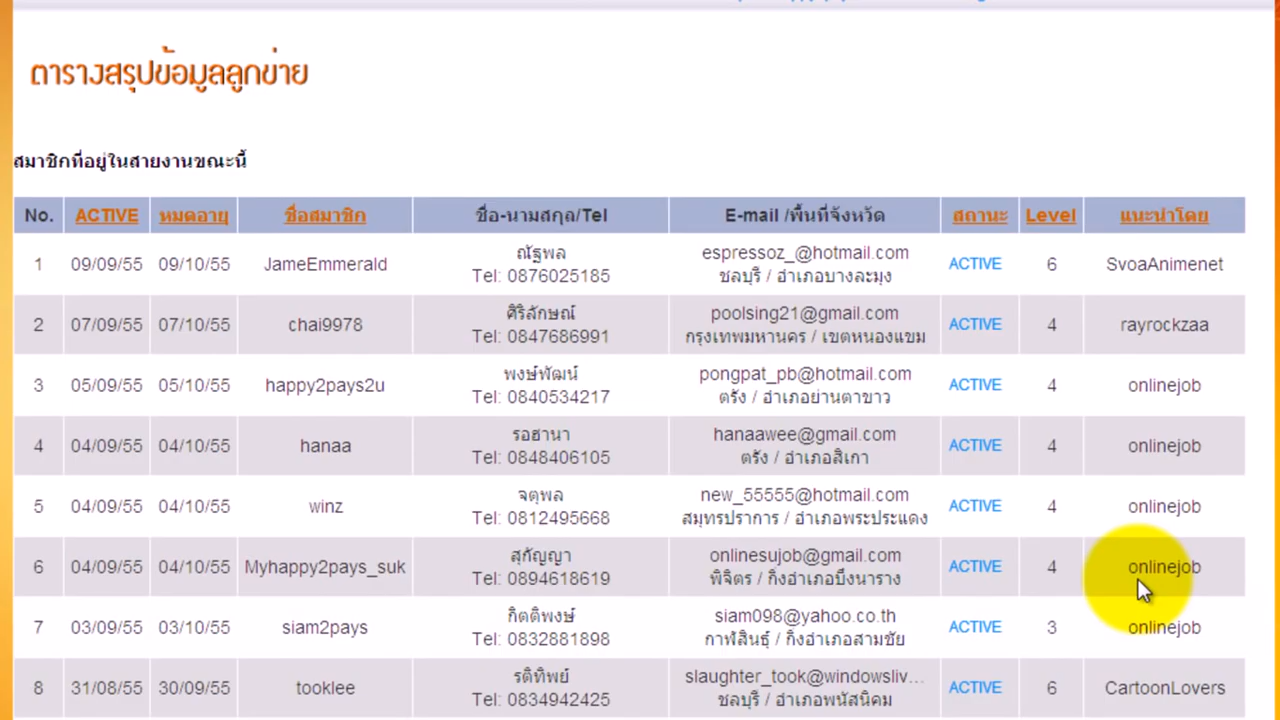 ตารางสรุปข้อมูลลูกข่าย
สมาชิกที่อยู่ในสายงานขณะนี้
No. ACTIVE หมดอายุ ชื่อสมาชิก ชื่อ-นามสกุล/Tel E-mail /พื้นที่จังหวัด สถานะ Level แนะนำโดย
1 09/09/55 09/10/55 JameEmmerald ณัฐพล Tel: 0876025185 espressoz_@hotmail.com ชลบุรี / อำเภอบางละมุง ACTIVE 6 SvoaAnimenet
2 07/09/55 07/10/55 chai9978 ศิริลักษณ์ Tel: 0847686991 poolsing21@gmail.com กรุงเทพมหานคร / เขตหนองแขม ACTIVE 4 rayrockzaa
3 05/09/55 05/10/55 happy2pays2u พงษ์พัฒน์ Tel: 0840534217 pongpat_pb@hotmail.com ตรัง / อำเภอย่านตาขาว ACTIVE 4 onlinejob
4 04/09/55 04/10/55 hanaa รอฮานา Tel: 0848406105 hanaawee@gmail.com ตรัง / อำเภอสิเกา ACTIVE 4 onlinejob
5 04/09/55 04/10/55 winz จตุพล Tel: 0812495668 new_55555@hotmail.com สมุทรปราการ / อำเภอพระประแดง ACTIVE 4 onlinejob
6 04/09/55 04/10/55 Myhappy2pays_suk สุกัญญา Tel: 0894618619 onlinesujob@gmail.com พิจิตร / กิ่งอำเภอบึงนาราง ACTIVE 4 onlinejob
7 03/09/55 03/10/55 siam2pays กิตติพงษ์ Tel: 0832881898 siam098@yahoo.co.th กาฬสินธุ์ / กิ่งอำเภอสามชัย ACTIVE 3 onlinejob
8 31/08/55 30/09/55 tooklee รติทิพย์ Tel: 0834942425 slaughter_took@windowsliv... ชลบุรี / อำเภอพนัสนิคม ACTIVE 6 CartoonLovers